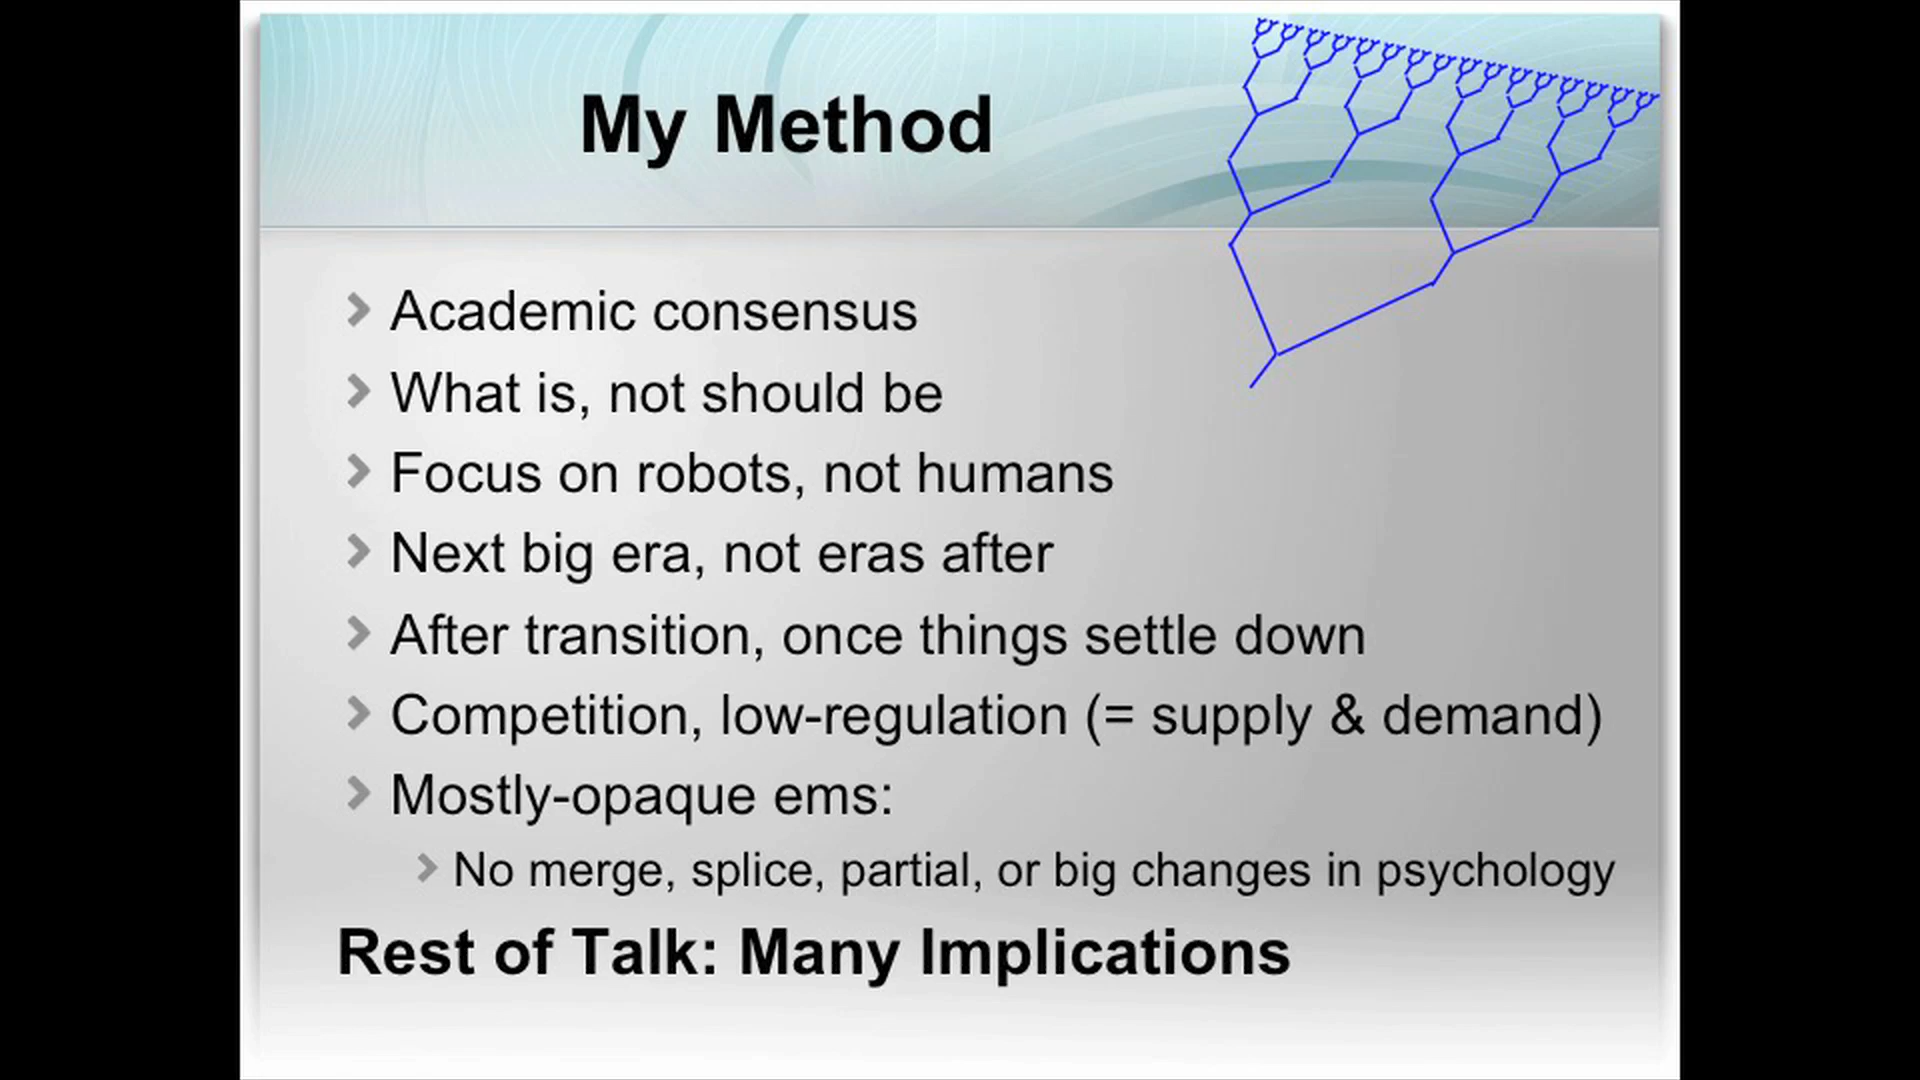 My Method
Academic consensus
What is, not should be
Focus on robots, not humans
Next big era, not eras after
After transition, once things settle down
Competition, low-regulation (= supply & demand)
Mostly-opaque ems:
No merge, splice, partial, or big changes in psychology
Rest of Talk: Many Implications